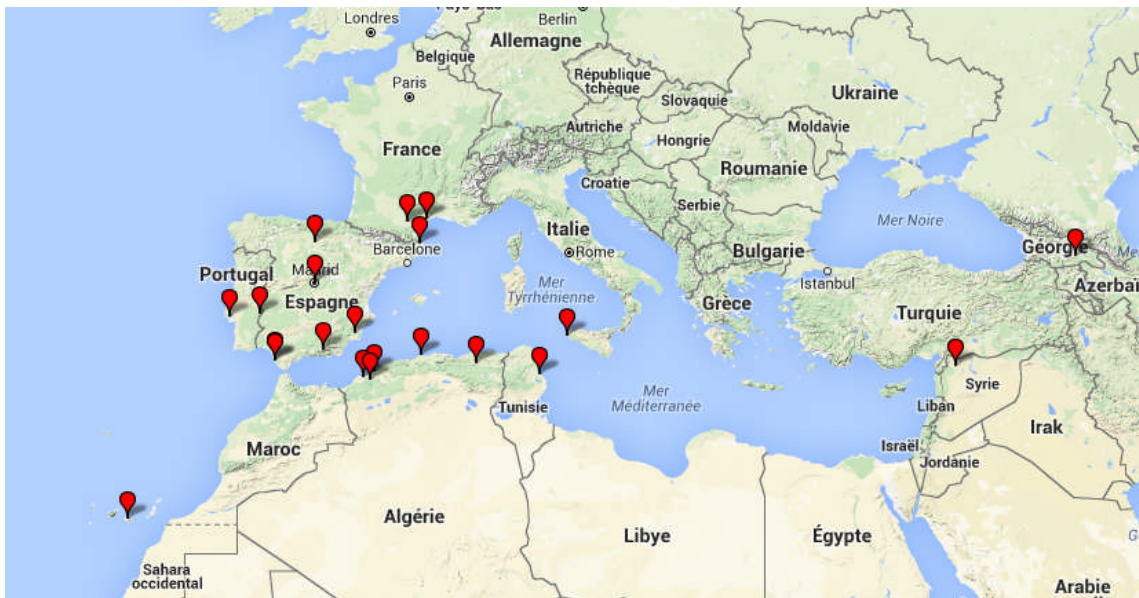 Londres
Pays-Bas
Berlin
Allemagne
Belgique
Paris
République
tchèque
Ukraine
Slovaquie
Autriche
Moldavie
Hongrie
France
Roumanie
Croatie
Serbie
Mer Noire
Italie
Rome
Bulgarie
Géorgie
Barcelone
Portugal
Madrid
Istanbul
Azerbaï
Mer
Tyrrhénienne
Espagne
Grèce
Turquie
Syrie
Mer
Méditerranée
Tunisie
Liban
Irak
Maroc
Israël
Jordanie
Algérie
Libye
Égypte
Sahara
occidental
Arabie